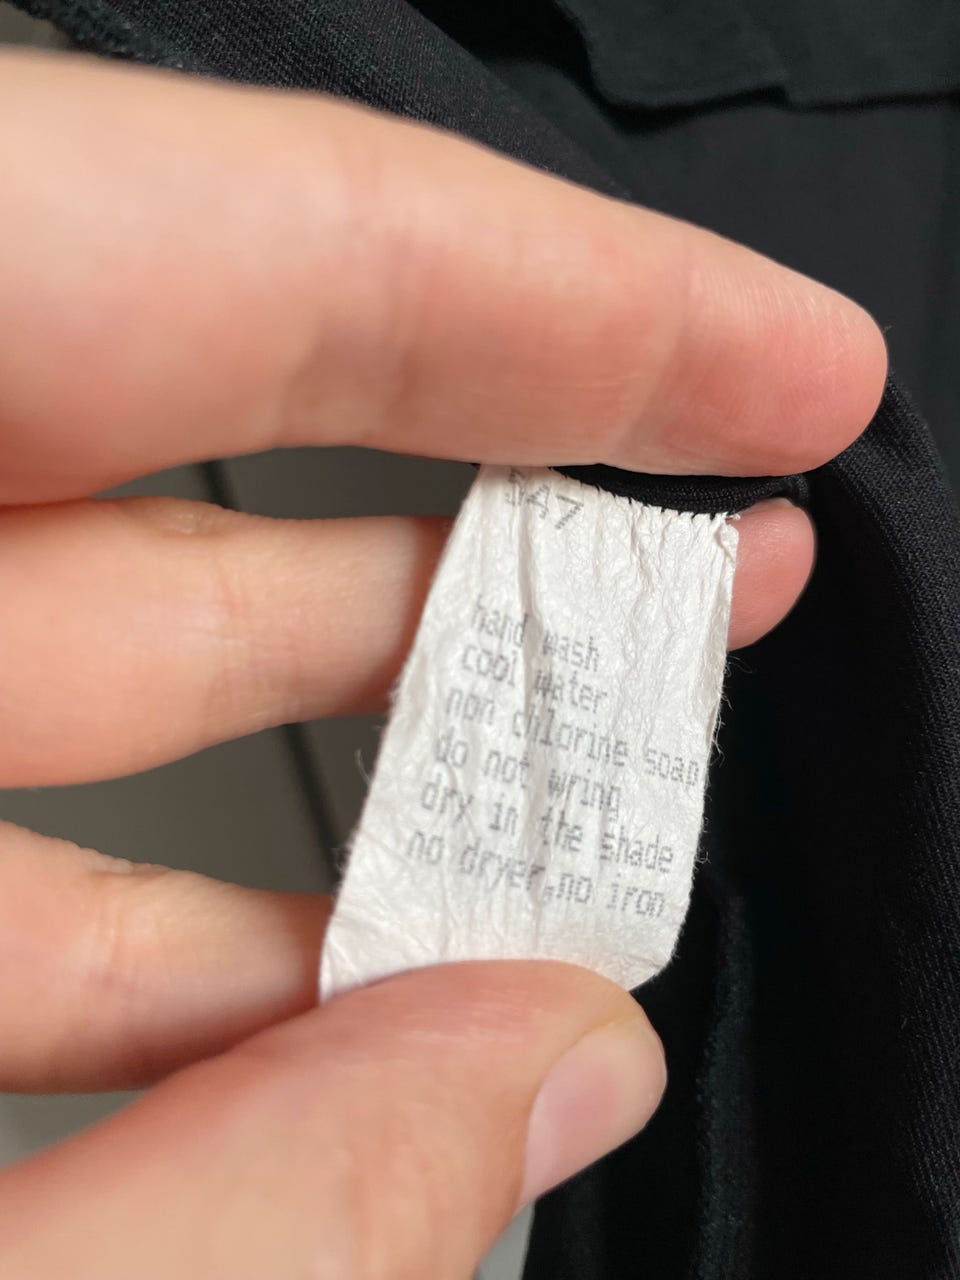 547
hand wash
cool water
non chlorine soap
do not wring
dry in the shade
no dryer,no iron